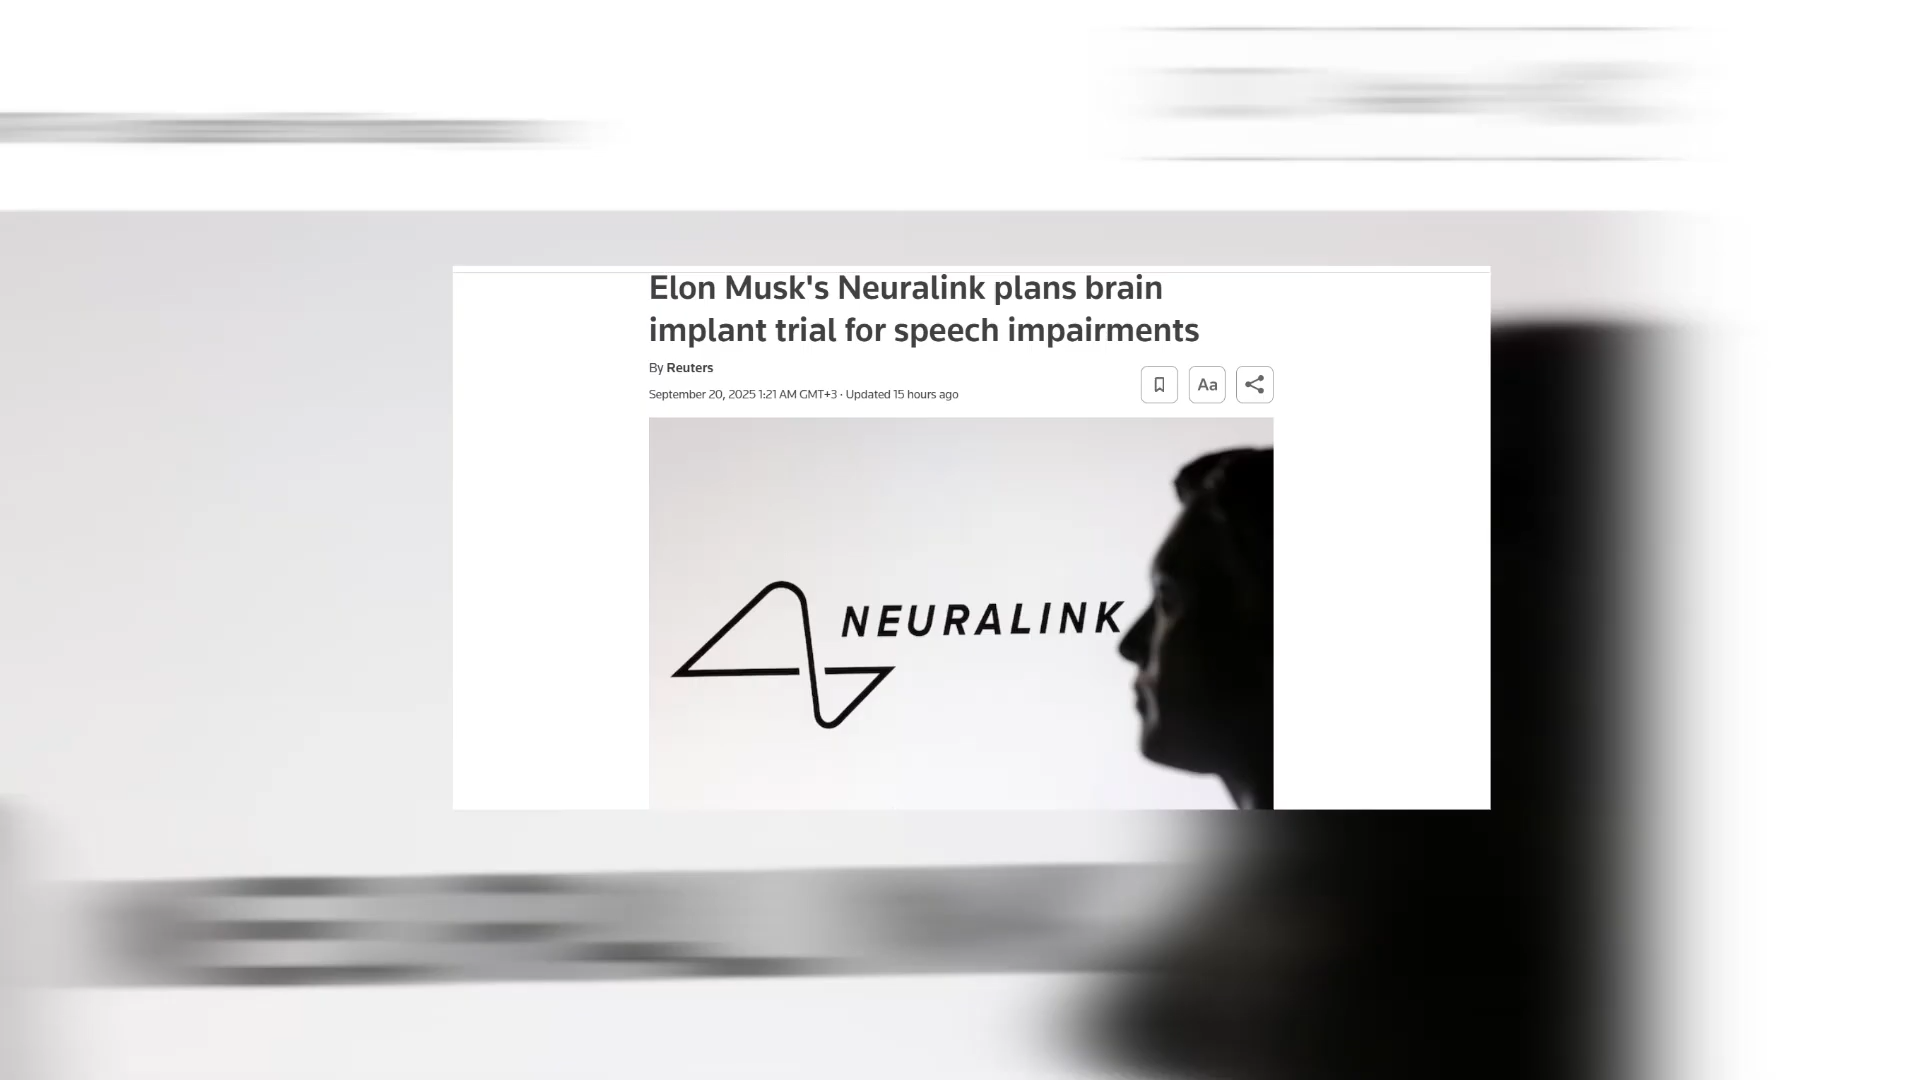 Elon Musk's Neuralink plans brain
implant trial for speech impairments
By Reuters
September 20, 2025 1:21 AM GMT+3 · Updated 15 hours ago
Aa
NEURALINK